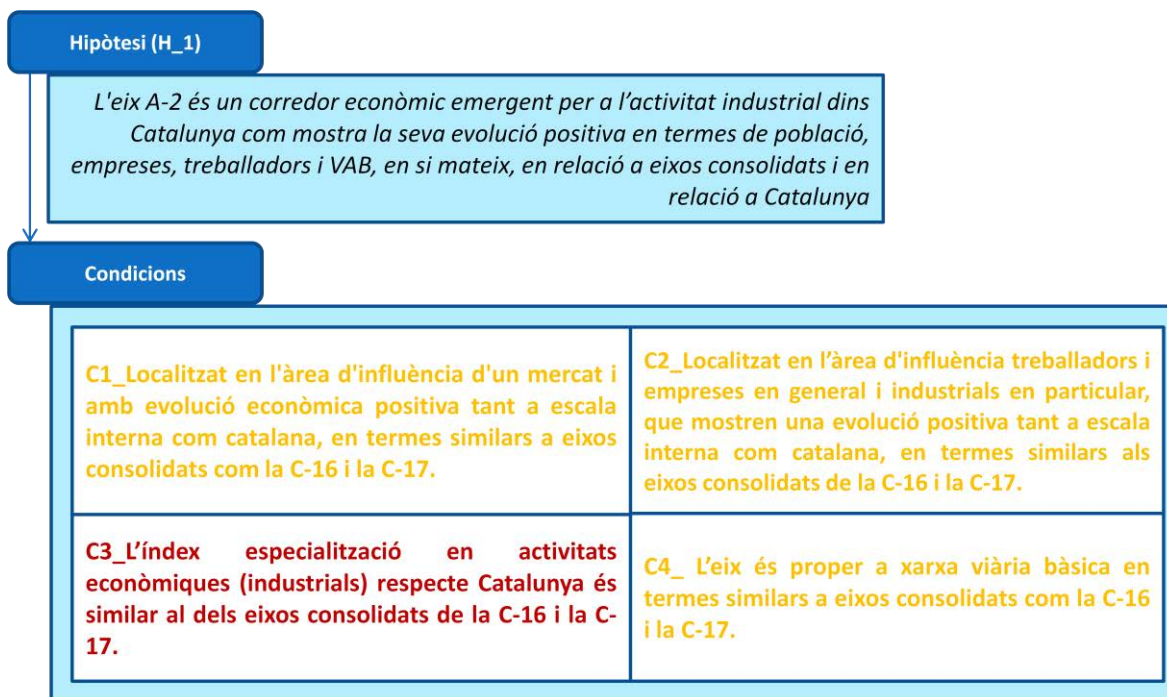 Hipòtesi (H_1)
L'eix A-2 és un corredor econòmic emergent per a l’activitat industrial dins
Catalunya com mostra la seva evolució positiva en termes de població,
empreses, treballadors i VAB, en si mateix, en relació a eixos consolidats i en
relació a Catalunya
Condicions
C1_Localitzat en l'àrea d'influència d'un mercat i
amb evolució econòmica positiva tant a escala
interna com catalana, en termes similars a eixos
consolidats com la C-16 i la C-17.
C2_Localitzat en l’àrea d'influència treballadors i
empreses en general i industrials en particular,
que mostren una evolució positiva tant a escala
interna com catalana, en termes similars als
eixos consolidats de la C-16 i la C-17.
C3_L’índex especialització en activitats
econòmiques (industrials) respecte Catalunya és
similar al dels eixos consolidats de la C-16 i la C-
17.
C4_ L’eix és proper a xarxa viària bàsica en
termes similars a eixos consolidats com la C-16
i la C-17.